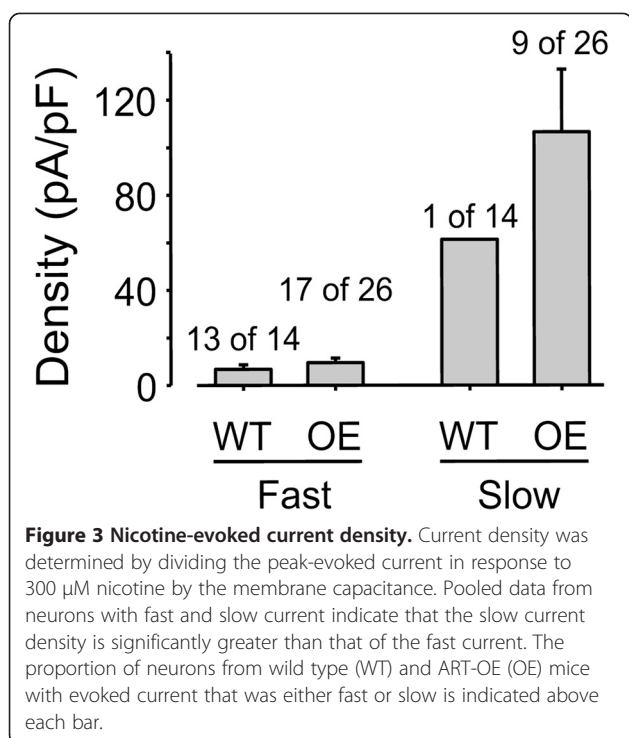 9 of 26
120
Density (pA/pF)
80
1 of 14
40
17 of 26
13 of 14
0
WT OE WT OE
Fast Slow
Figure 3 Nicotine-evoked current density. Current density was
determined by dividing the peak-evoked current in response to
300 μM nicotine by the membrane capacitance. Pooled data from
neurons with fast and slow current indicate that the slow current
density is significantly greater than that of the fast current. The
proportion of neurons from wild type (WT) and ART-OE (OE) mice
with evoked current that was either fast or slow is indicated above
each bar.